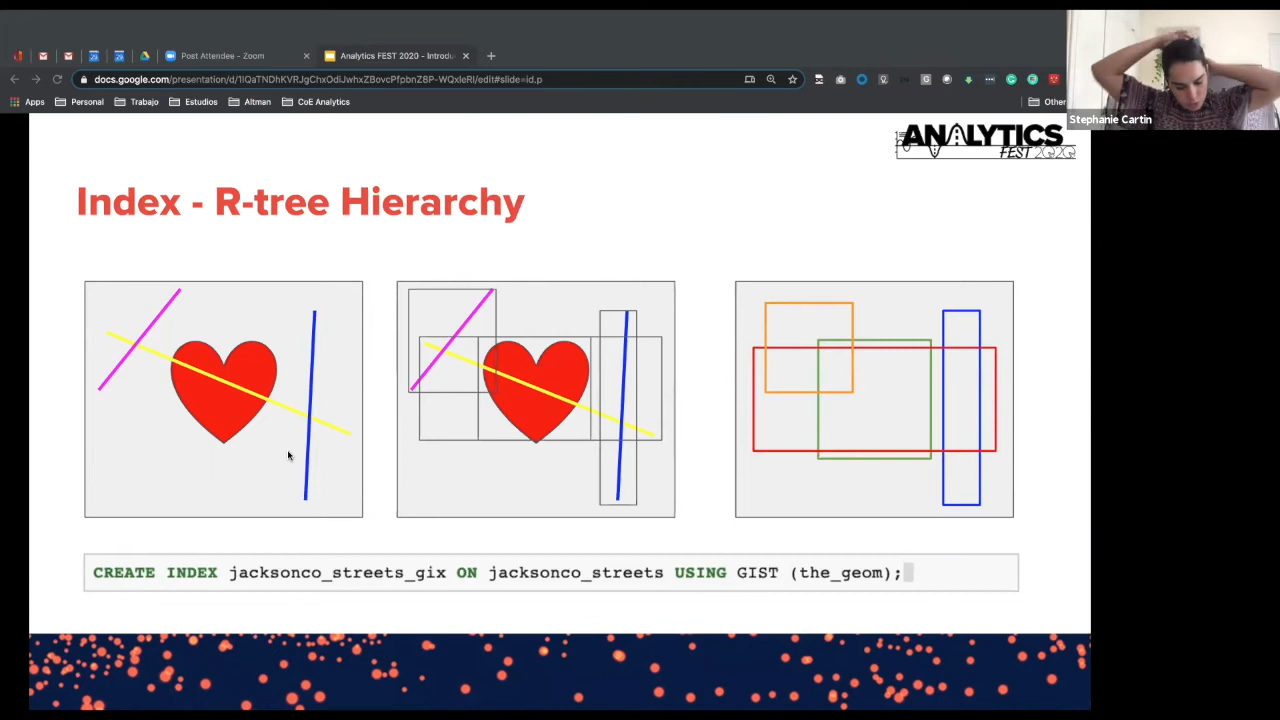 Post Attendee - Zoom
Analytics FEST 2020 - Introdu
docs.google.com/presentation/d/1IQaTNDhKVRJgChxOdiJwhxZBovcPfpbnZ8P-WQxleRI/edit#slide=id.p
Apps Personal Trabajo Estudios Altman CoE Analytics Other
Stephanie Cartin
ANALYTICS
FEST 2020
Index - R-tree Hierarchy
CREATE INDEX jacksonco_streets_gix ON jacksonco_streets USING GIST (the_geom);